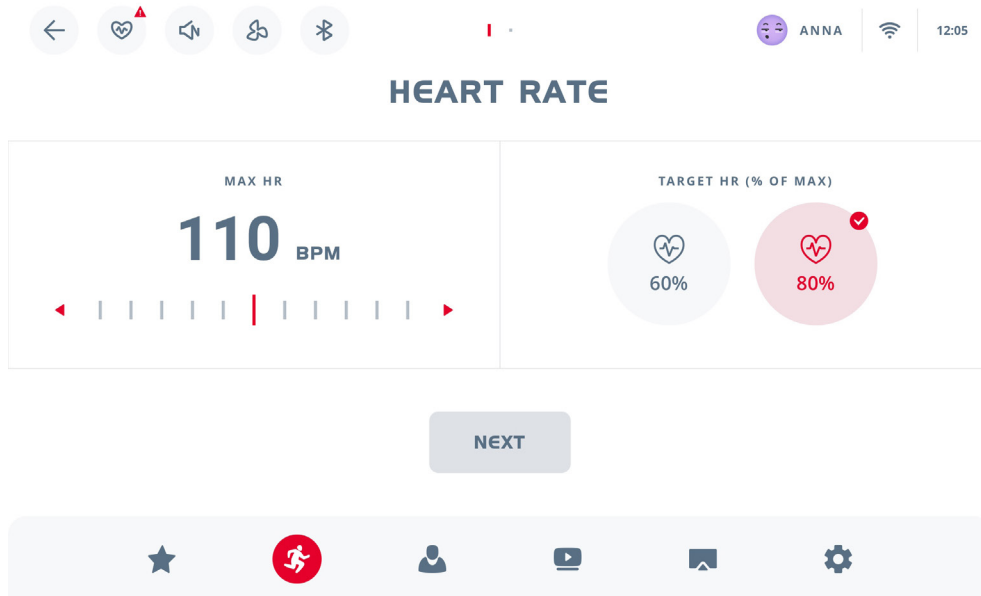 ANNA
12:05
HEART RATE
MAX HR
110 BPM
TARGET HR (% OF MAX)
60%
80%
NEXT